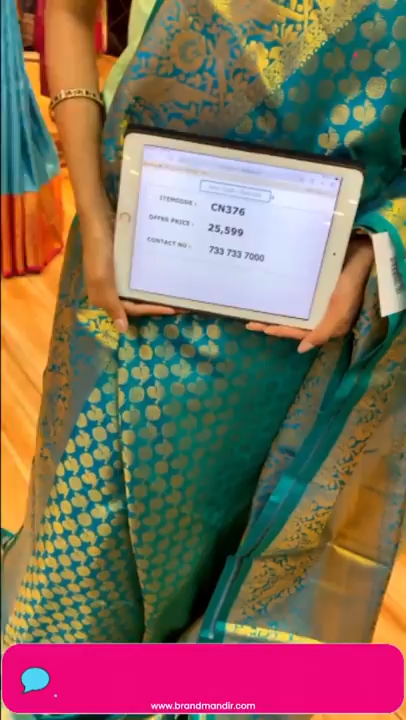 ITEMCODE : CN376
OFFER PRICE : 25,599
CONTACT NO : 733 733 7000
www.brandmandir.com